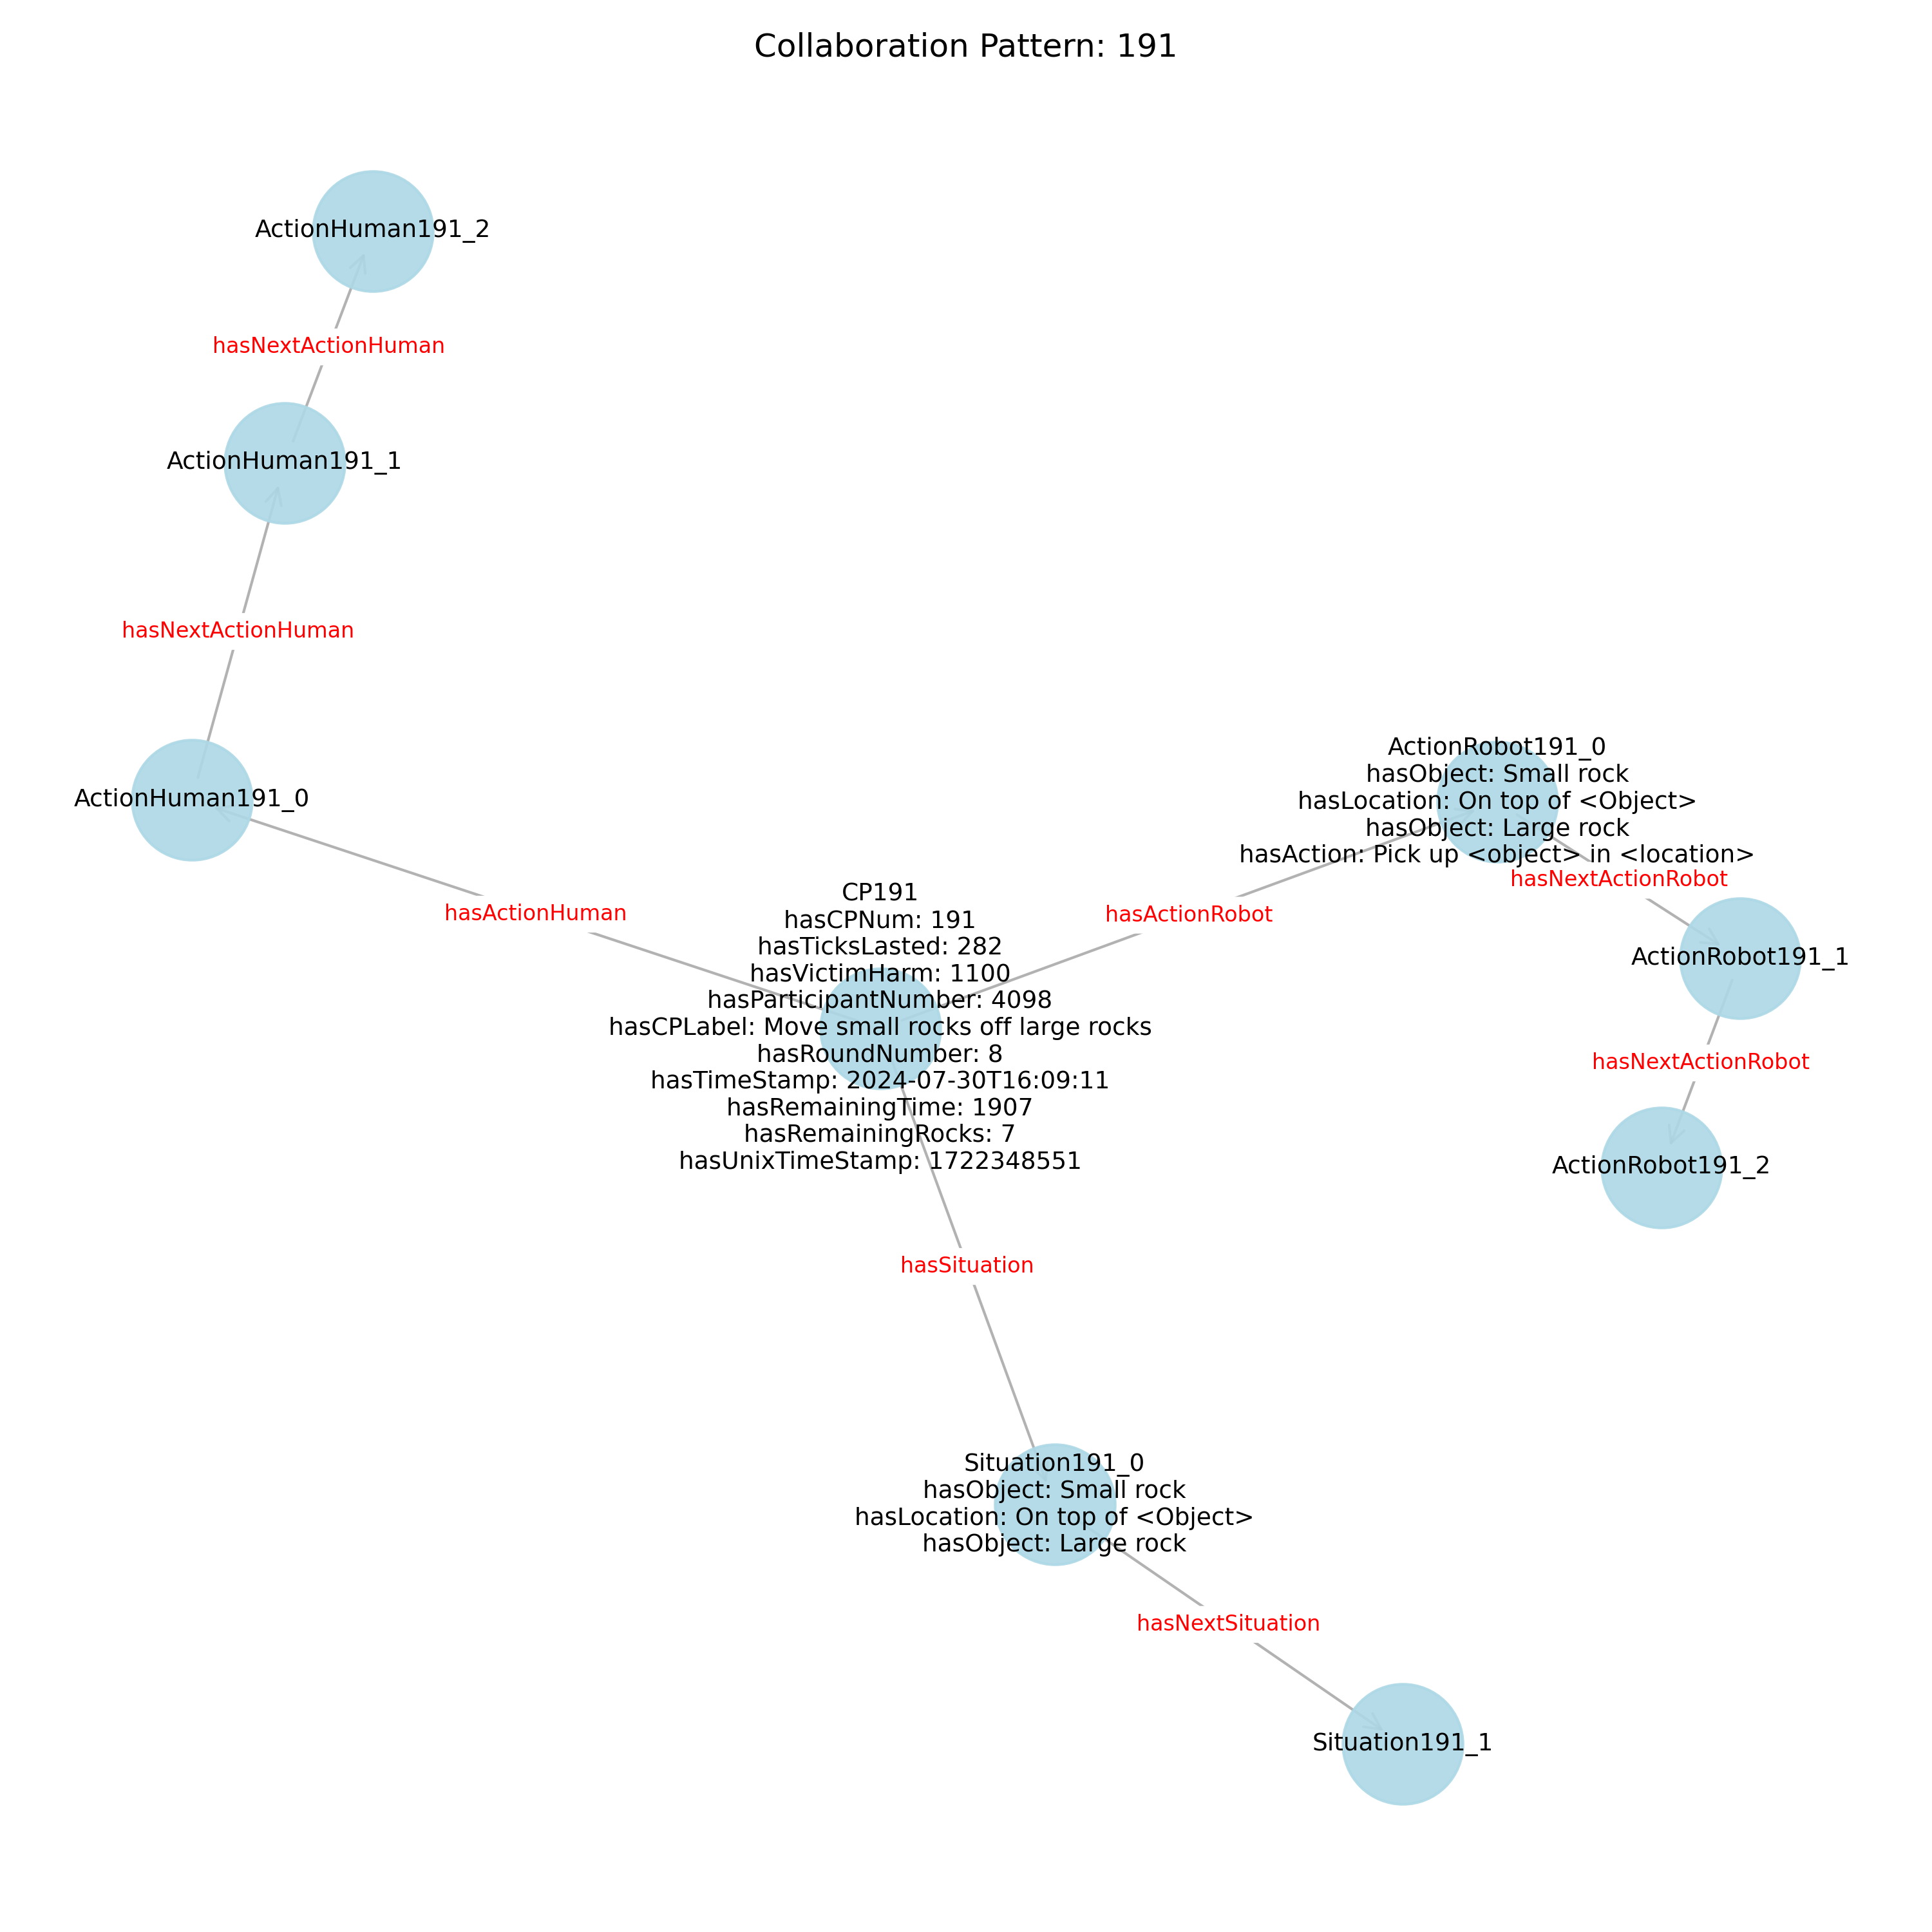 Collaboration Pattern: 191
ActionHuman191_2
hasNextActionHuman
ActionHuman191_1
hasNextActionHuman
ActionHuman191_0
hasActionHuman
CP191
hasCPNum: 191
hasTicksLasted: 282
hasVictimHarm: 1100
hasParticipantNumber: 4098
hasCPLabel: Move small rocks off large rocks
hasRoundNumber: 8
hasTimeStamp: 2024-07-30T16:09:11
hasRemainingTime: 1907
hasRemainingRocks: 7
hasUnixTimeStamp: 1722348551
hasActionRobot
ActionRobot191_0
hasObject: Small rock
hasLocation: On top of <Object>
hasObject: Large rock
hasAction: Pick up <object> in <location>
hasNextActionRobot
ActionRobot191_1
hasNextActionRobot
ActionRobot191_2
hasSituation
Situation191_0
hasObject: Small rock
hasLocation: On top of <Object>
hasObject: Large rock
hasNextSituation
Situation191_1